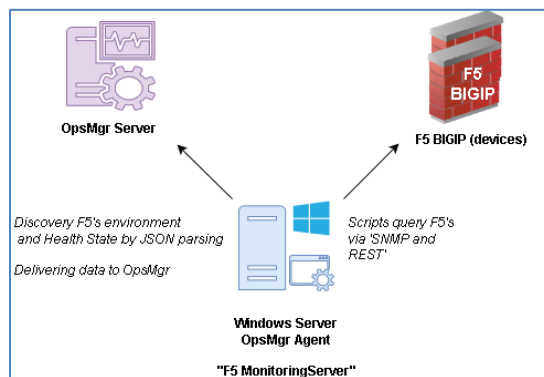 F5
BIGIP
OpsMgr Server
F5 BIGIP (devices)
Discovery F5's environment
and Health State by JSON parsing
Delivering data to OpsMgr
Scripts query F5's
via 'SNMP and
REST'
Windows Server
OpsMgr Agent
"F5 MonitoringServer"